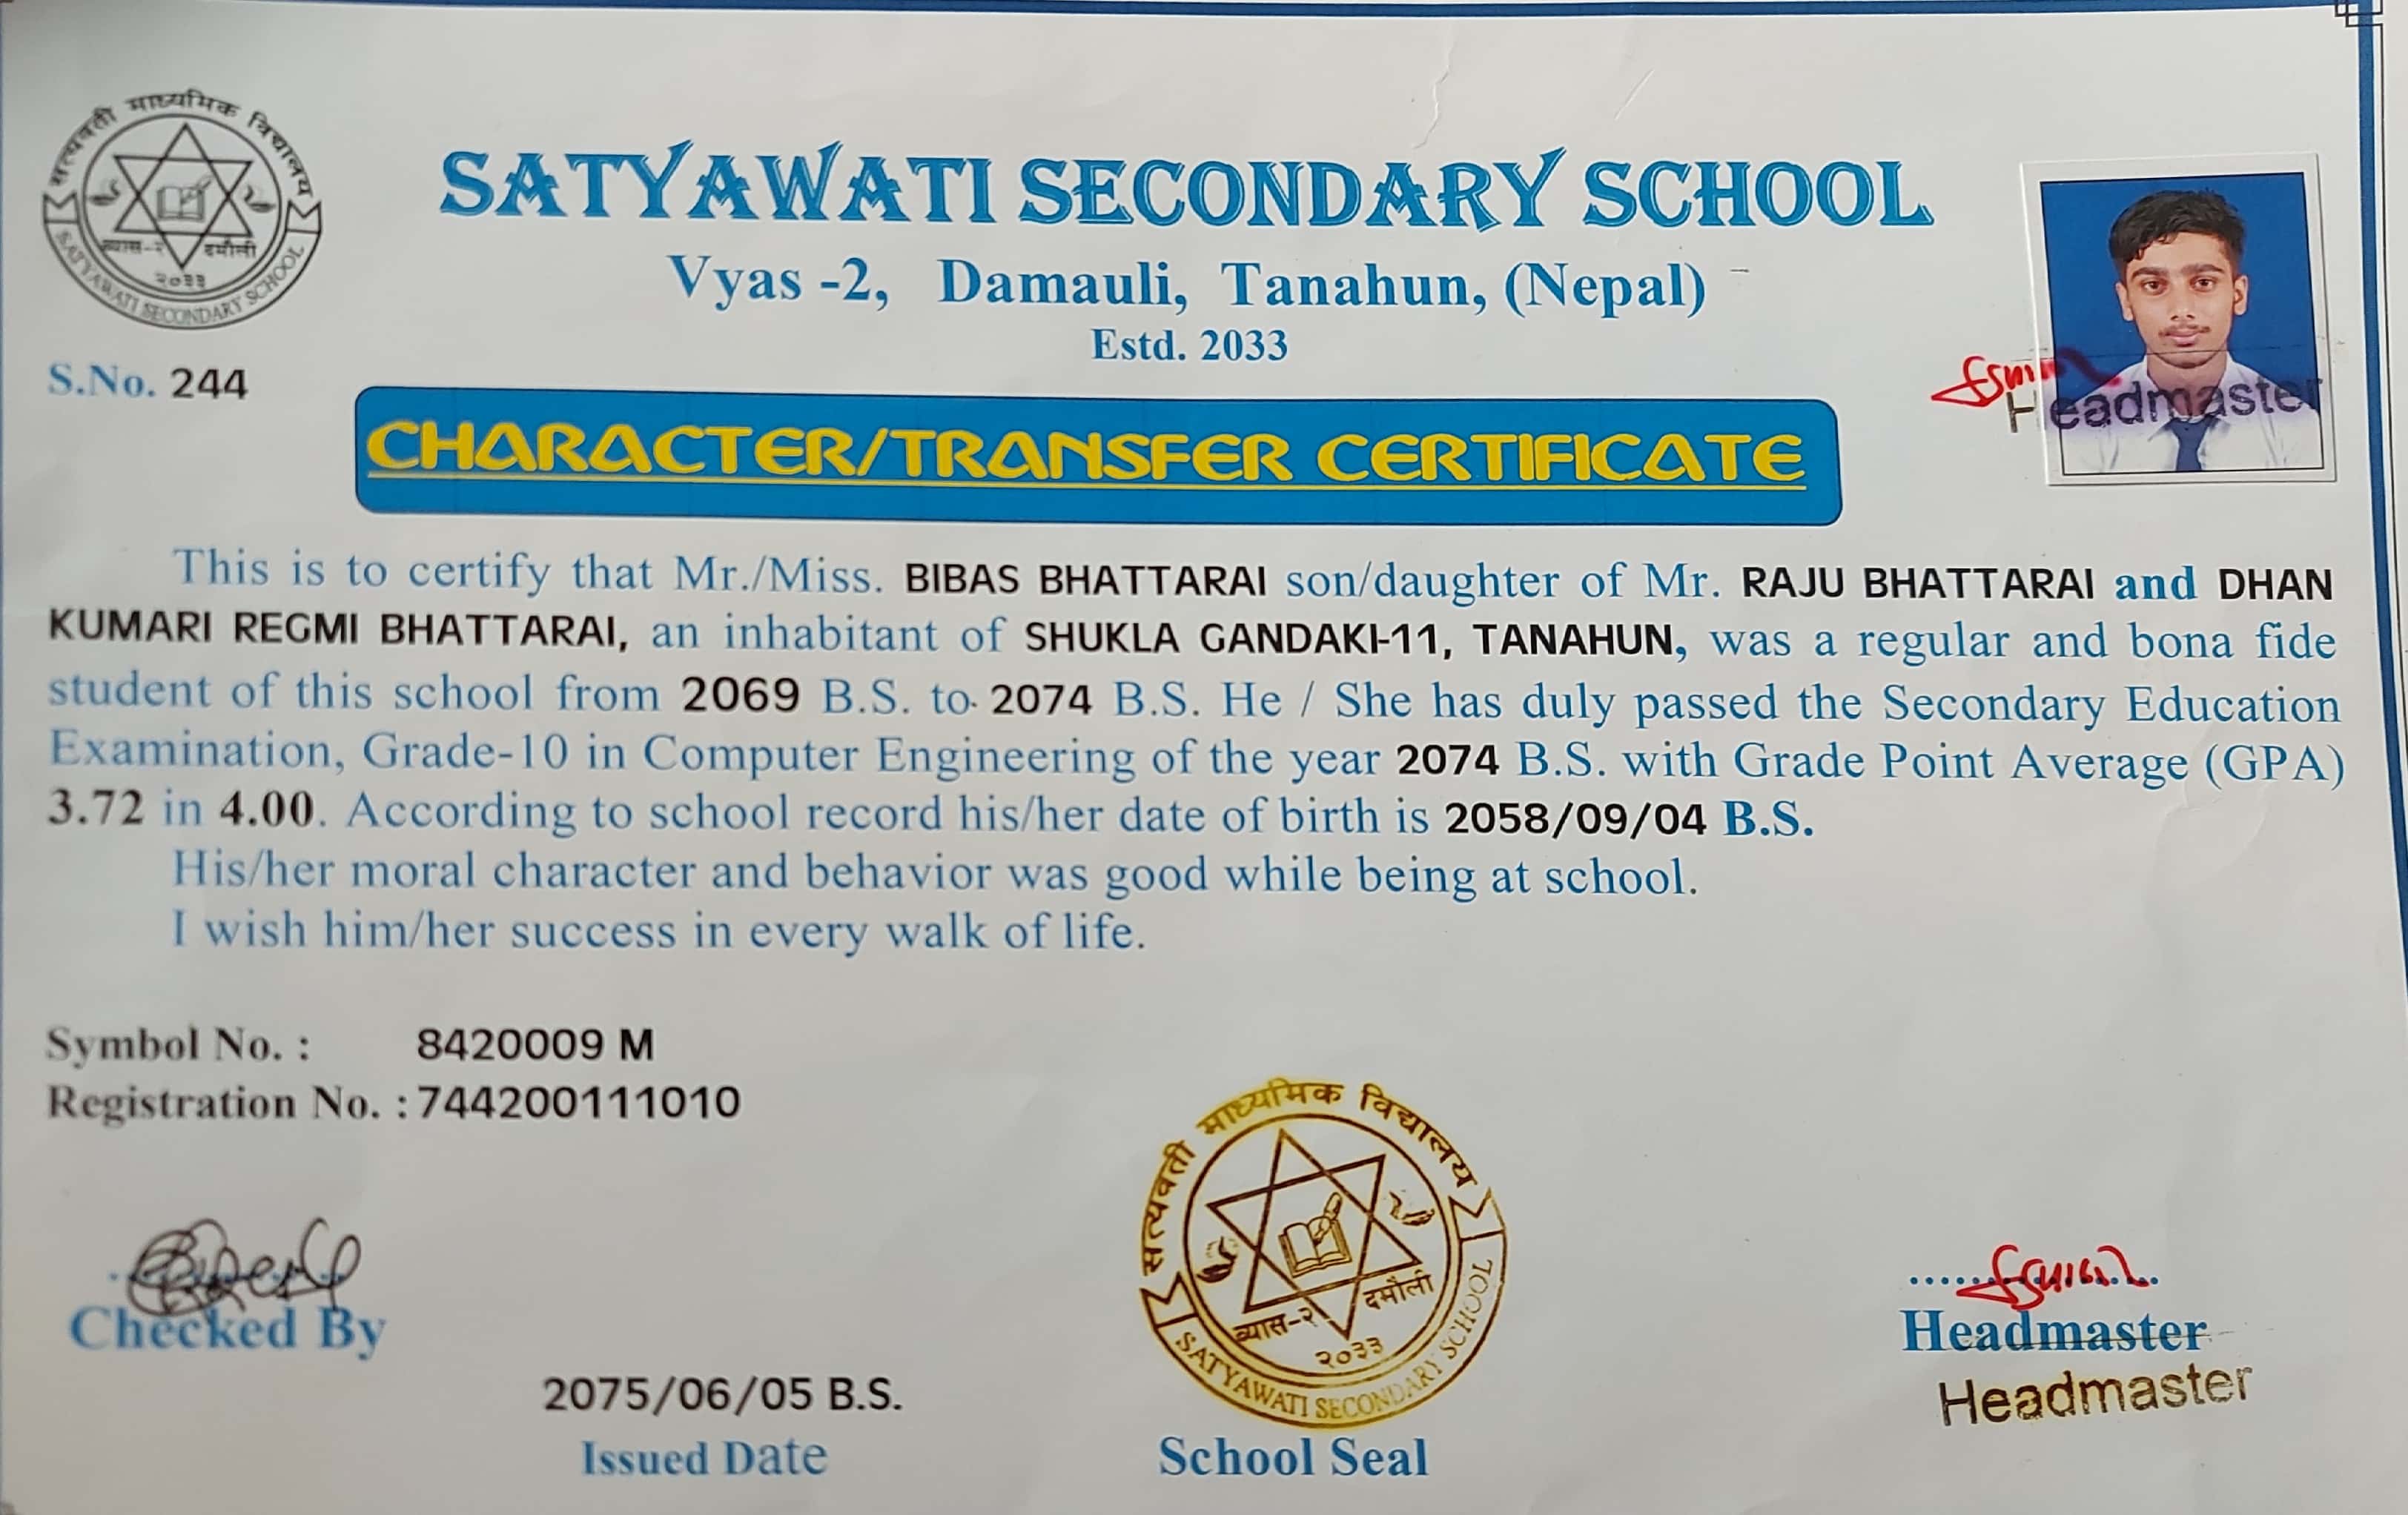 सत्यवती माध्यमिक विद्यालय
व्यास-२ दमौली
२०३३
SATYAWATI SECONDARY SCHOOL
SATYAWATI SECONDARY SCHOOL
Vyas -2, Damauli, Tanahun, (Nepal)
Estd. 2033
S.No. 244
Headmaster
CHARACTER/TRANSFER CERTIFICATE
This is to certify that Mr./Miss. BIBAS BHATTARAI son/daughter of Mr. RAJU BHATTARAI and DHAN
KUMARI REGMI BHATTARAI, an inhabitant of SHUKLA GANDAKI-11, TANAHUN, was a regular and bona fide
student of this school from 2069 B.S. to 2074 B.S. He / She has duly passed the Secondary Education
Examination, Grade-10 in Computer Engineering of the year 2074 B.S. with Grade Point Average (GPA)
3.72 in 4.00. According to school record his/her date of birth is 2058/09/04 B.S.
His/her moral character and behavior was good while being at school.
I wish him/her success in every walk of life.
Symbol No. : 8420009 M
Registration No. : 744200111010
Checked By
2075/06/05 B.S.
Issued Date
सत्यवती माध्यमिक विद्यालय
व्यास-२ दमौली
२०३३
SATYAWATI SECONDARY SCHOOL
School Seal
Headmaster
Headmaster